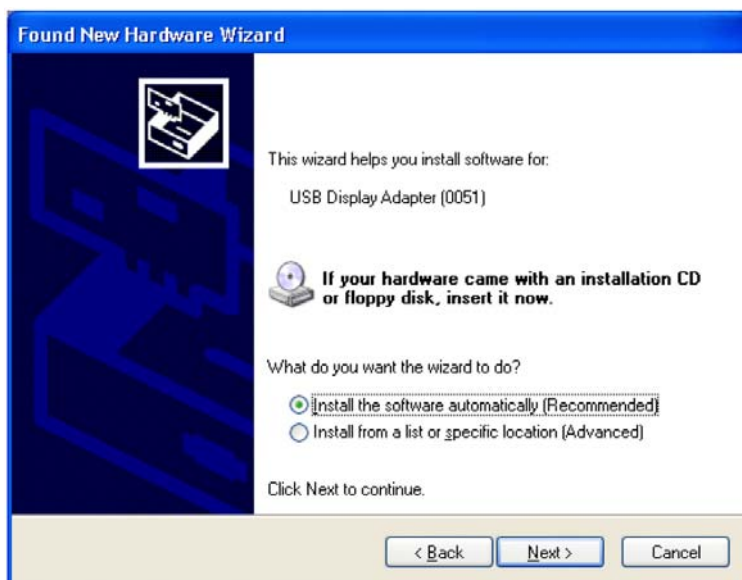 Found New Hardware Wizard
This wizard helps you install software for:
USB Display Adapter (0051)
If your hardware came with an installation CD
or floppy disk, insert it now.
What do you want the wizard to do?
Install the software automatically (Recommended)
Install from a list or specific location (Advanced)
Click Next to continue.
< Back Next > Cancel